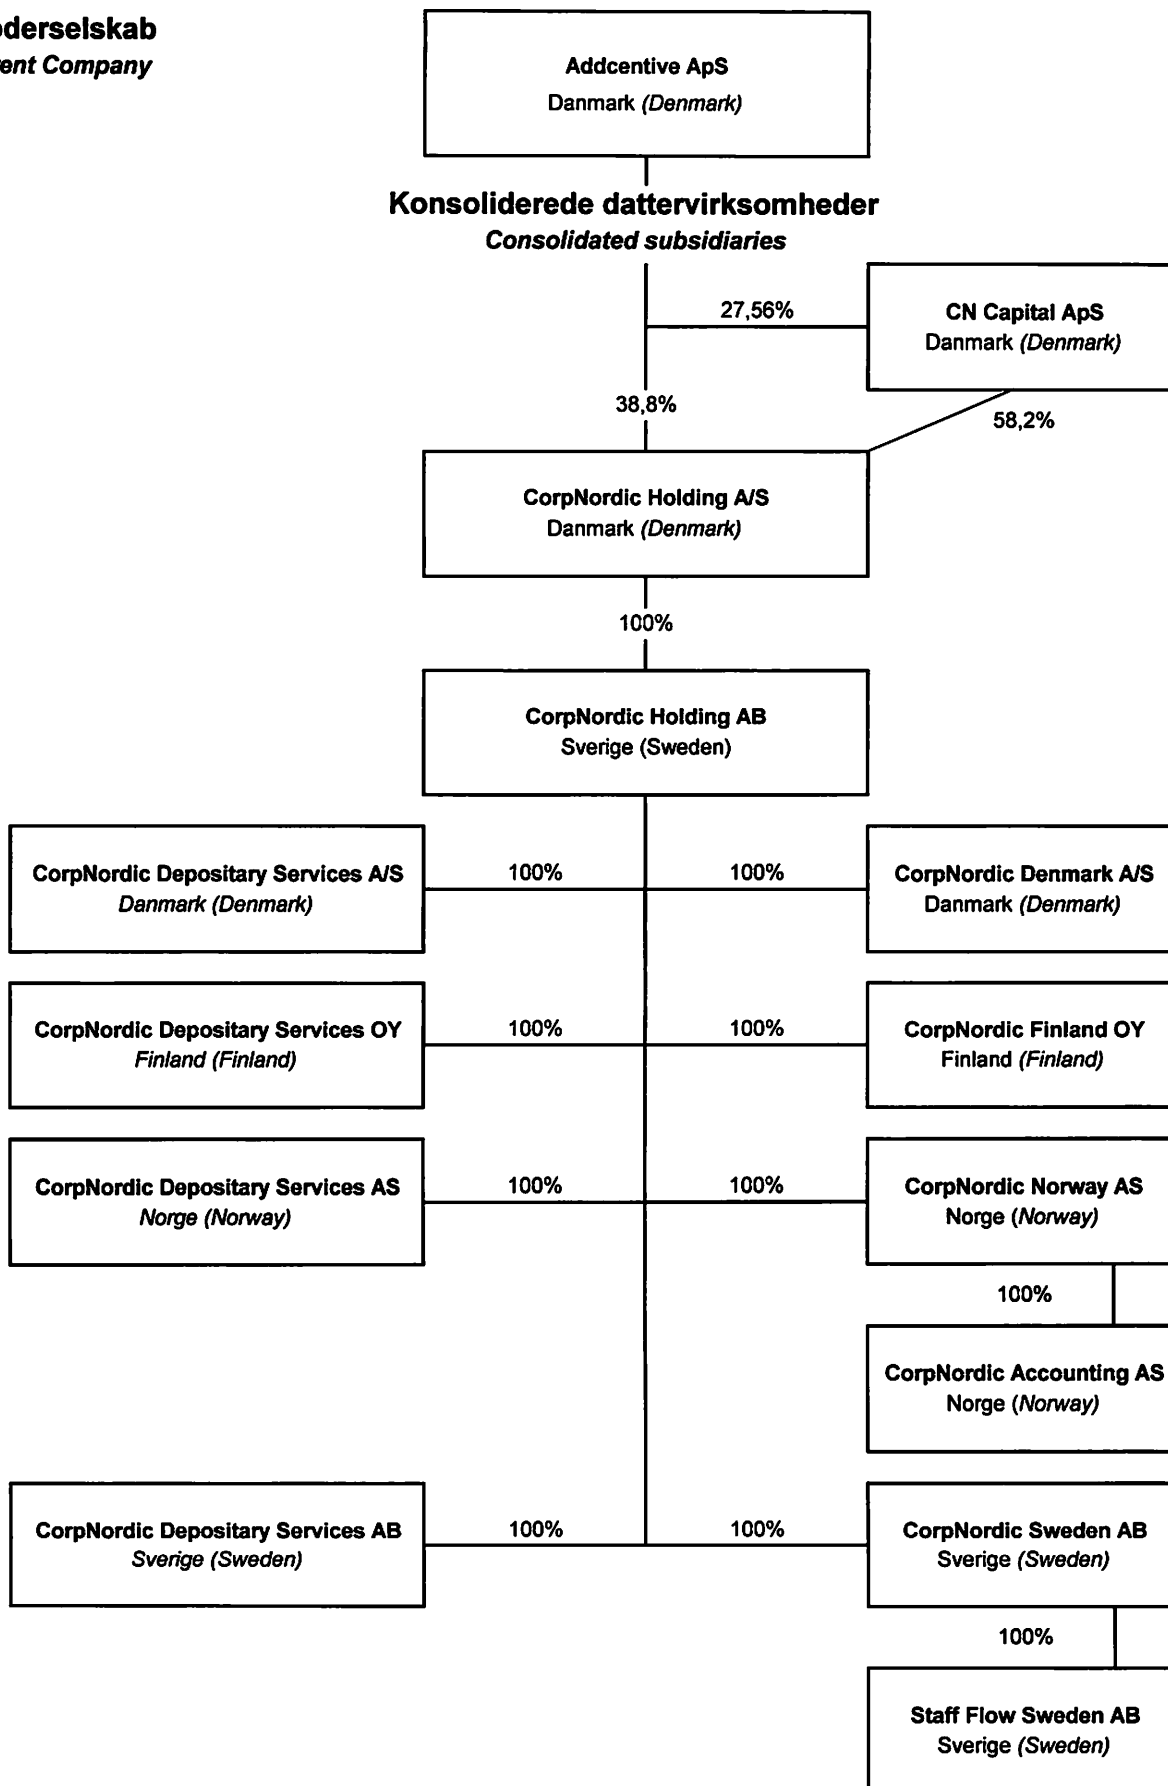 oderselskab
ent Company
Addcentive ApS
Danmark (Denmark)
Konsoliderede dattervirksomheder
Consolidated subsidiaries
27,56%
CN Capital ApS
Danmark (Denmark)
38,8%
58,2%
CorpNordic Holding A/S
Danmark (Denmark)
100%
CorpNordic Holding AB
Sverige (Sweden)
CorpNordic Depositary Services A/S
Danmark (Denmark)
100%
100%
CorpNordic Denmark A/S
Danmark (Denmark)
CorpNordic Depositary Services OY
Finland (Finland)
100%
100%
CorpNordic Finland OY
Finland (Finland)
CorpNordic Depositary Services AS
Norge (Norway)
100%
100%
CorpNordic Norway AS
Norge (Norway)
100%
CorpNordic Accounting AS
Norge (Norway)
CorpNordic Depositary Services AB
Sverige (Sweden)
100%
100%
CorpNordic Sweden AB
Sverige (Sweden)
100%
Staff Flow Sweden AB
Sverige (Sweden)